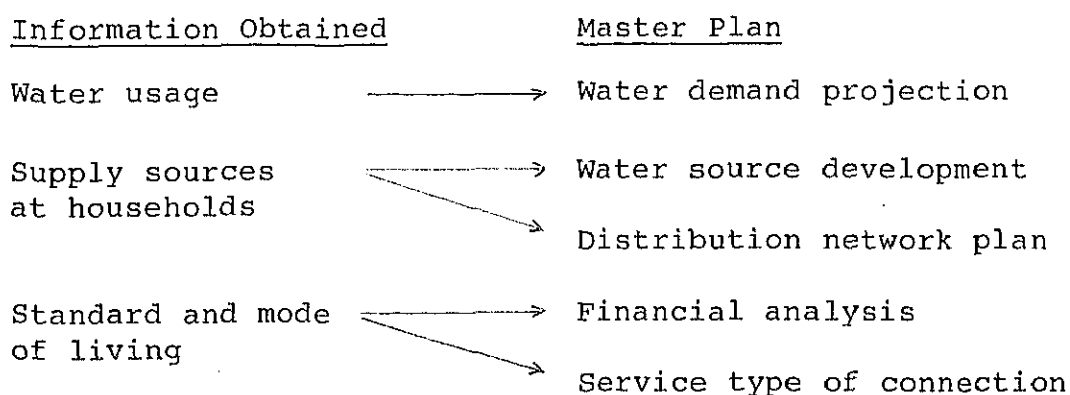 Information Obtained Master Plan
Water usage Water demand projection
Supply sources Water source development
at households
Distribution network plan
Standard and mode Financial analysis
of living
Service type of connection